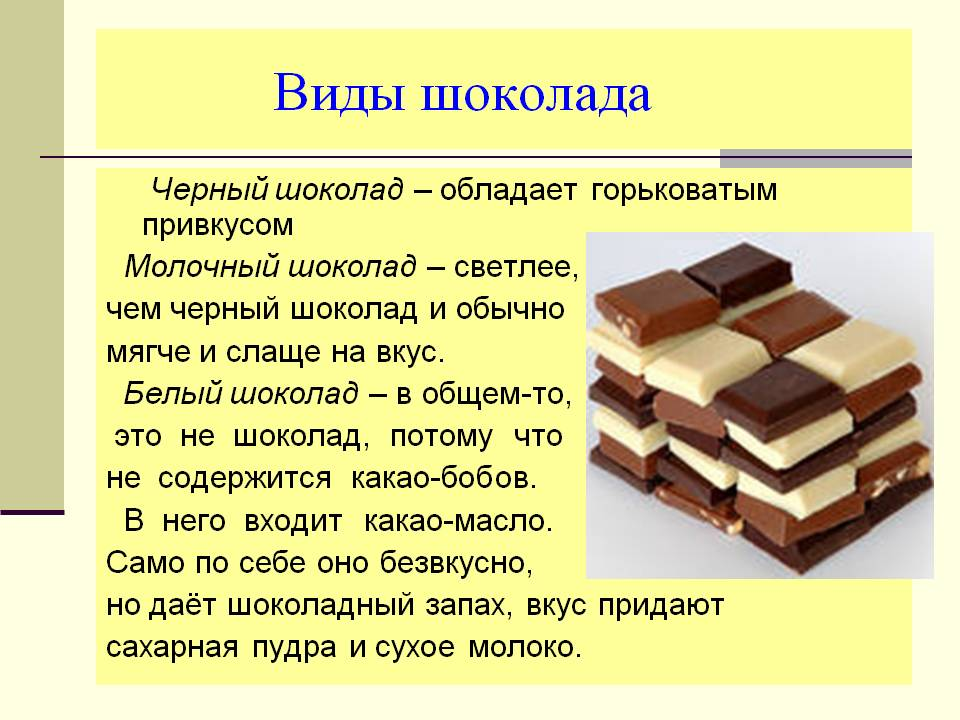 Виды шоколада
Черный шоколад – обладает горьковатым
привкусом
Молочный шоколад – светлее,
чем черный шоколад и обычно
мягче и слаще на вкус.
Белый шоколад – в общем-то,
это не шоколад, потому что
не содержится какао-бобов.
В него входит какао-масло.
Само по себе оно безвкусно,
но даёт шоколадный запах, вкус придают
сахарная пудра и сухое молоко.